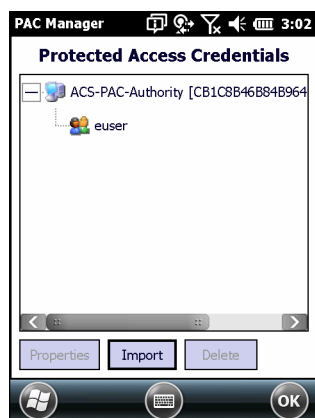 PAC Manager 3:02
Protected Access Credentials
ACS-PAC-Authority [CB1C8B46B84B964
euser
Properties Import Delete
OK